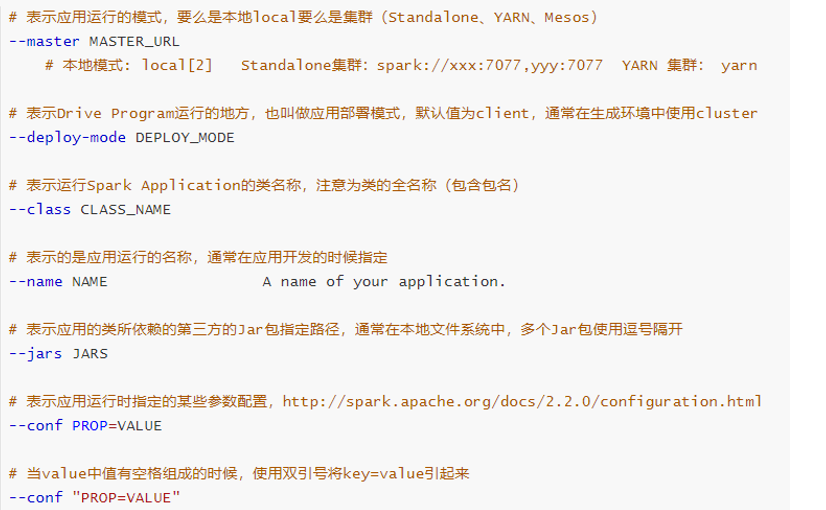 # 表示应用运行的模式，要么是本地local要么是集群（Standalone、YARN、Mesos）
--master MASTER_URL
# 本地模式: local[2] Standalone集群: spark://xxx:7077,yyy:7077 YARN 集群: yarn
# 表示Drive Program运行的地方，也叫做应用部署模式，默认值为client，通常在生成环境中使用cluster
--deploy-mode DEPLOY_MODE
# 表示运行Spark Application的类名称，注意为类的全名称（包含包名）
--class CLASS_NAME
# 表示的是应用运行的名称，通常在应用开发的时候指定
--name NAME A name of your application.
# 表示应用的类所依赖的第三方的Jar包指定路径，通常在本地文件系统中，多个Jar包使用逗号隔开
--jars JARS
# 表示应用运行时指定的某些参数配置，http://spark.apache.org/docs/2.2.0/configuration.html
--conf PROP=VALUE
# 当value中值有空格组成的时候，使用双引号将key=value引起来
--conf "PROP=VALUE"